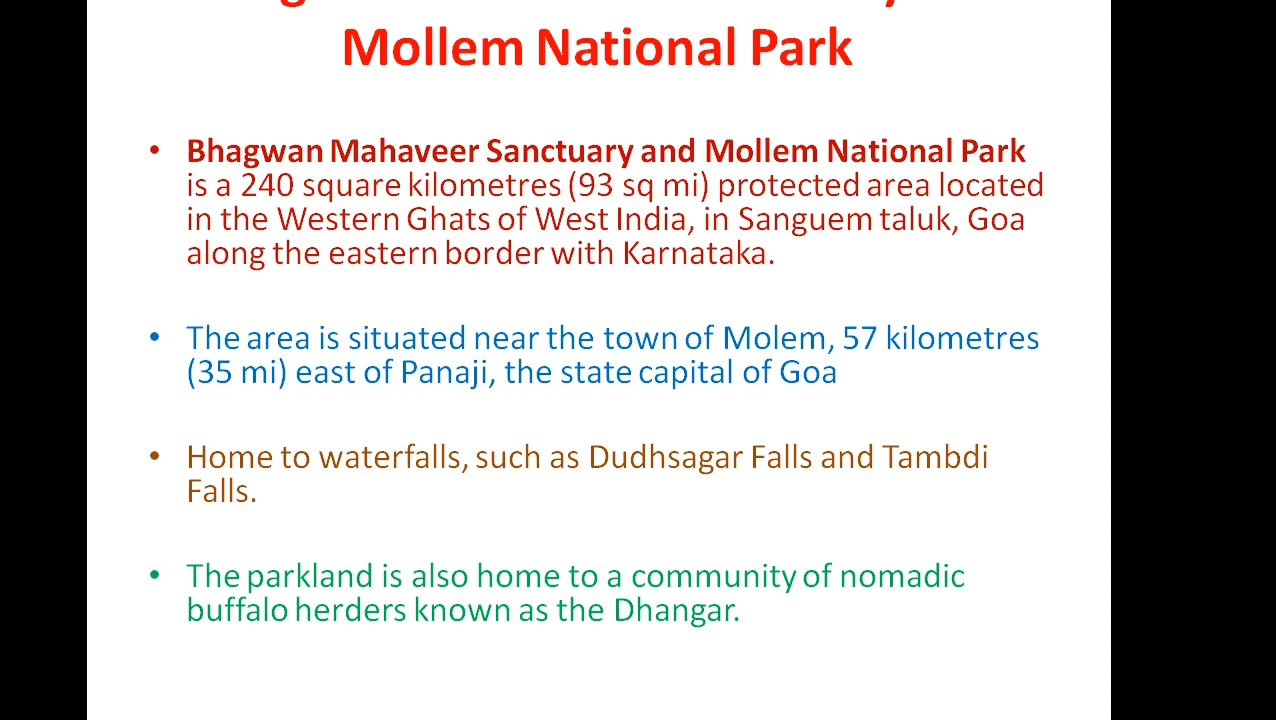 Mollem National Park
• Bhagwan Mahaveer Sanctuary and Mollem National Park
is a 240 square kilometres (93 sq mi) protected area located
in the Western Ghats of West India, in Sanguem taluk, Goa
along the eastern border with Karnataka.
• The area is situated near the town of Molem, 57 kilometres
(35 mi) east of Panaji, the state capital of Goa
• Home to waterfalls, such as Dudhsagar Falls and Tambdi
Falls.
• The parkland is also home to a community of nomadic
buffalo herders known as the Dhangar.